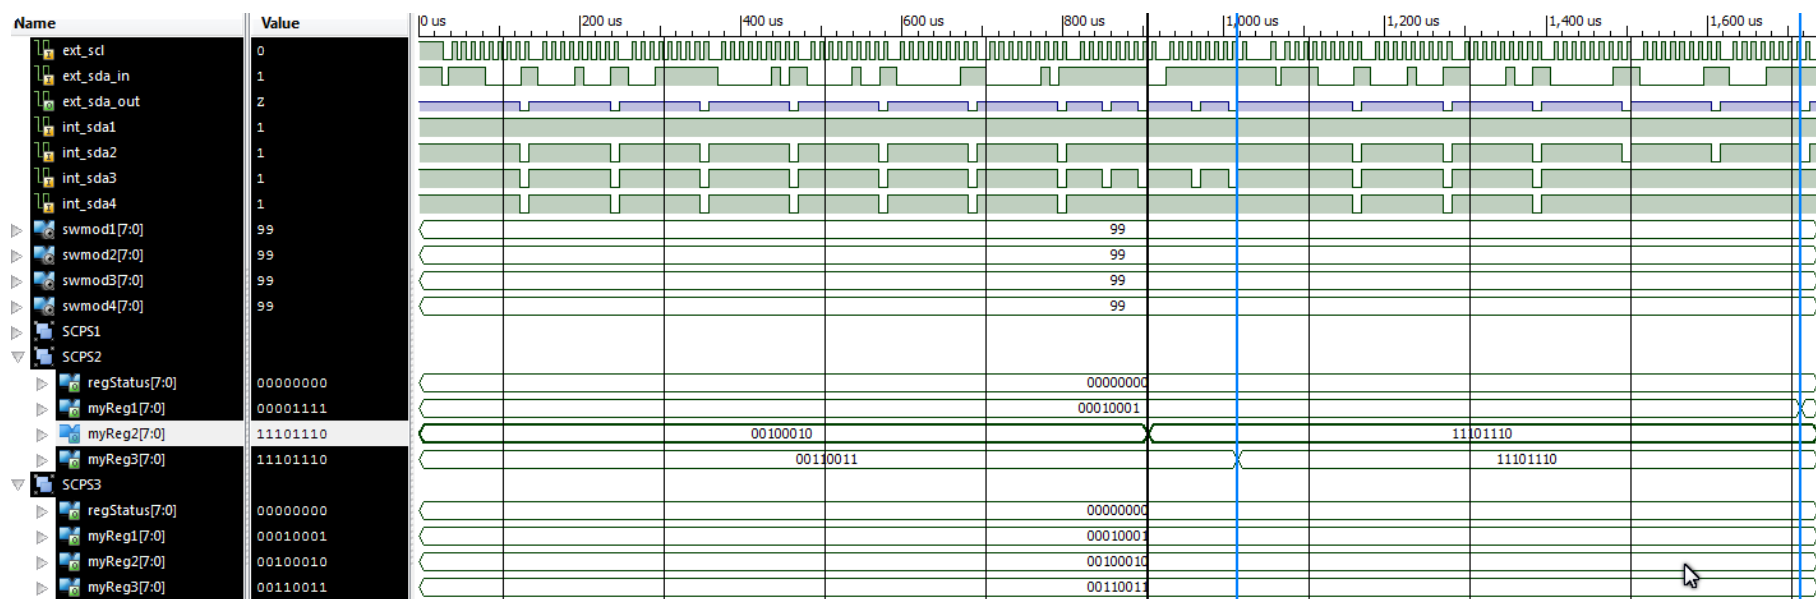 Name Value 0 us 200 us 400 us 600 us 800 us 1,000 us 1,200 us 1,400 us 1,600 us
ext_scl 0
ext_sda_in 1
ext_sda_out Z
int_sda1 1
int_sda2 1
int_sda3 1
int_sda4 1
swmod1[7:0] 99 99
swmod2[7:0] 99 99
swmod3[7:0] 99 99
swmod4[7:0] 99 99
SCPS1
SCPS2
regStatus[7:0] 00000000 00000000
myReg1[7:0] 00001111 00010001
myReg2[7:0] 11101110 00100010 11101110
myReg3[7:0] 11101110 00110011 11101110
SCPS3
regStatus[7:0] 00000000 00000000
myReg1[7:0] 00010001 00010001
myReg2[7:0] 00100010 00100010
myReg3[7:0] 00110011 00110011